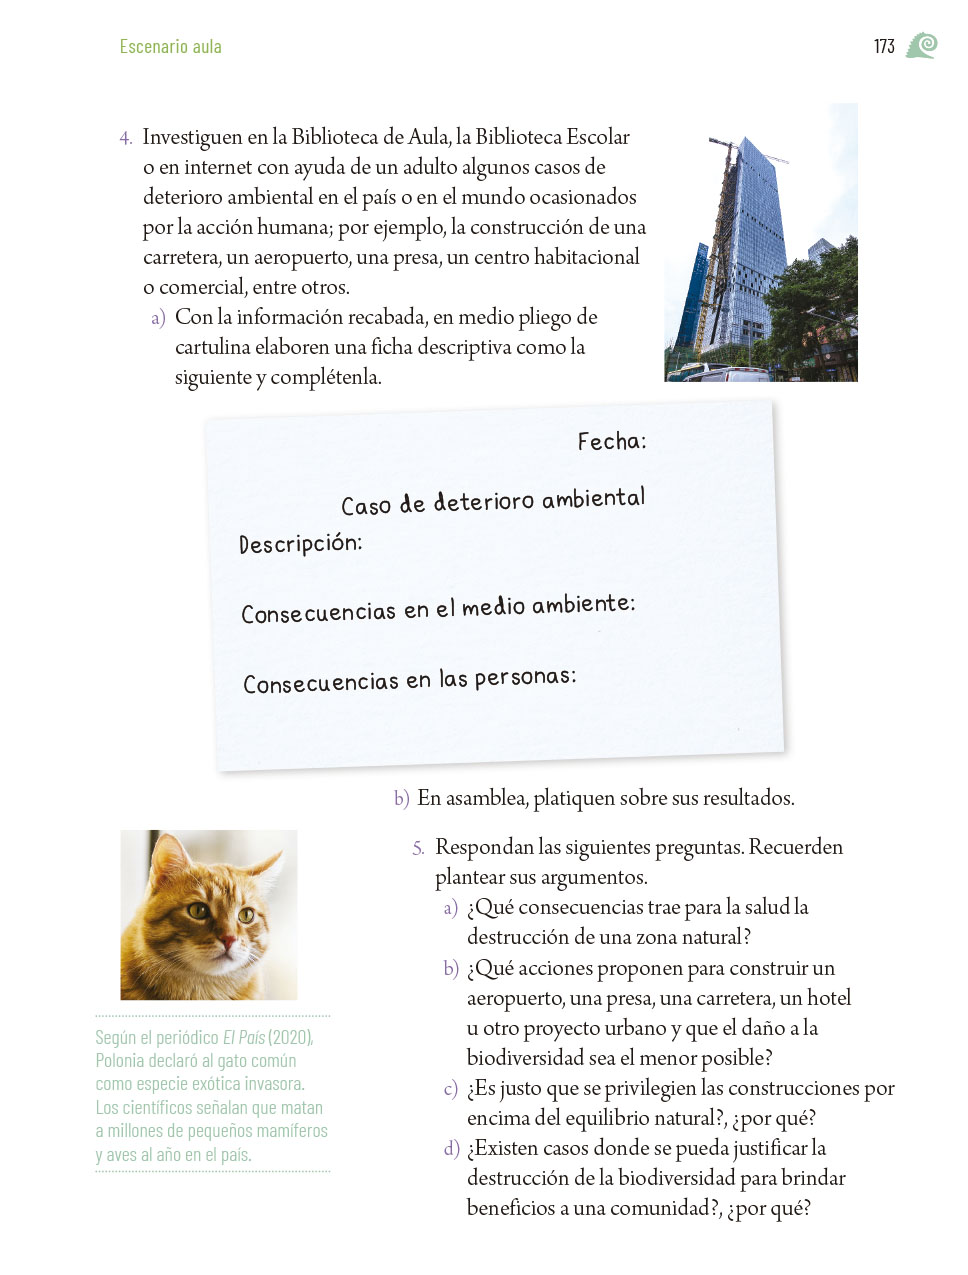 Escenario aula
173
4. Investiguen en la Biblioteca de Aula, la Biblioteca Escolar
o en internet con ayuda de un adulto algunos casos de
deterioro ambiental en el país o en el mundo ocasionados
por la acción humana; por ejemplo, la construcción de una
carretera, un aeropuerto, una presa, un centro habitacional
o comercial, entre otros.
a) Con la información recabada, en medio pliego de
cartulina elaboren una ficha descriptiva como la
siguiente y complétenla.
Fecha:
Caso de deterioro ambiental
Descripción:
Consecuencias en el medio ambiente:
Consecuencias en las personas:
b) En asamblea, platiquen sobre sus resultados.
5. Respondan las siguientes preguntas. Recuerden
plantear sus argumentos.
a) ¿Qué consecuencias trae para la salud la
destrucción de una zona natural?
b) ¿Qué acciones proponen para construir un
aeropuerto, una presa, una carretera, un hotel
u otro proyecto urbano y que el daño a la
biodiversidad sea el menor posible?
c) ¿Es justo que se privilegien las construcciones por
encima del equilibrio natural?, ¿por qué?
d) ¿Existen casos donde se pueda justificar la
destrucción de la biodiversidad para brindar
beneficios a una comunidad?, ¿por qué?
Según el periódico El País (2020),
Polonia declaró al gato común
como especie exótica invasora.
Los científicos señalan que matan
a millones de pequeños mamíferos
y aves al año en el país.